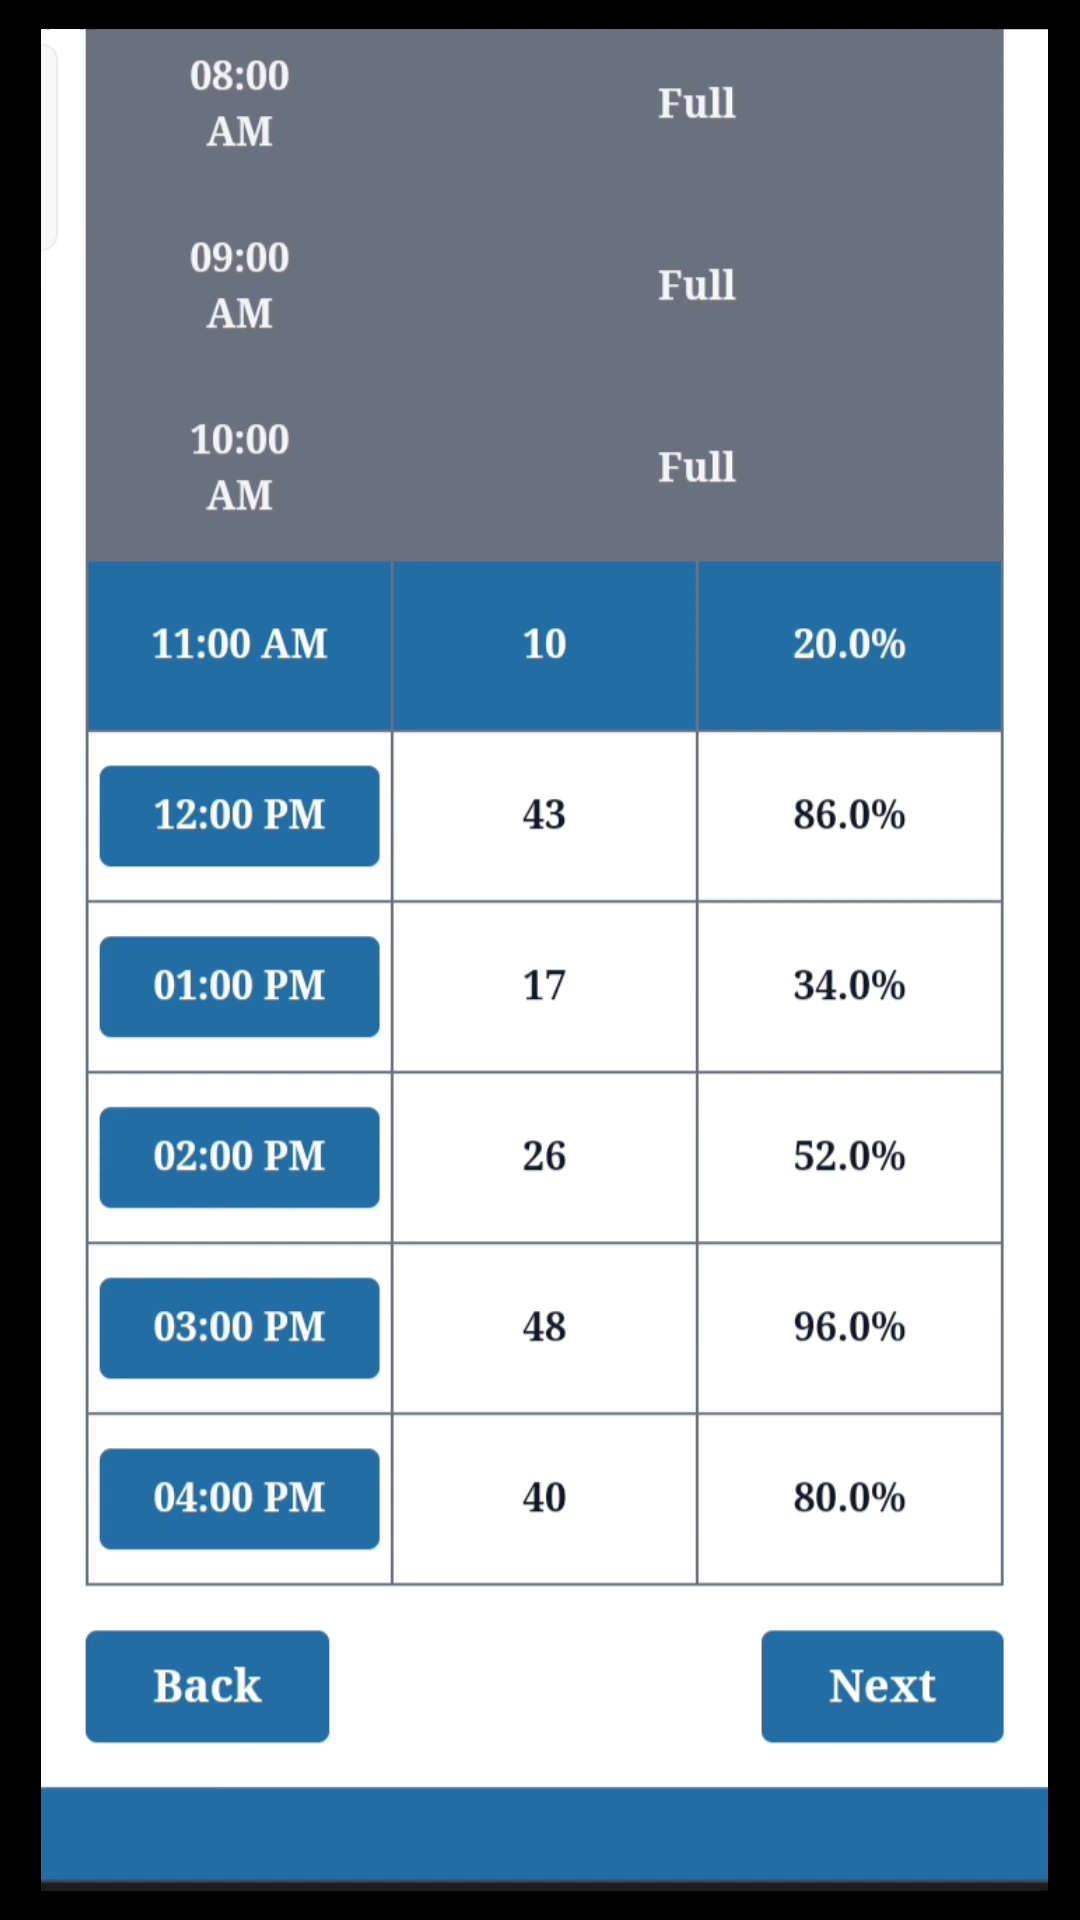 08:00
AM
Full
09:00
AM
Full
10:00
AM
Full
11:00 AM 10 20.0%
12:00 PM 43 86.0%
01:00 PM 17 34.0%
02:00 PM 26 52.0%
03:00 PM 48 96.0%
04:00 PM 40 80.0%
Back Next